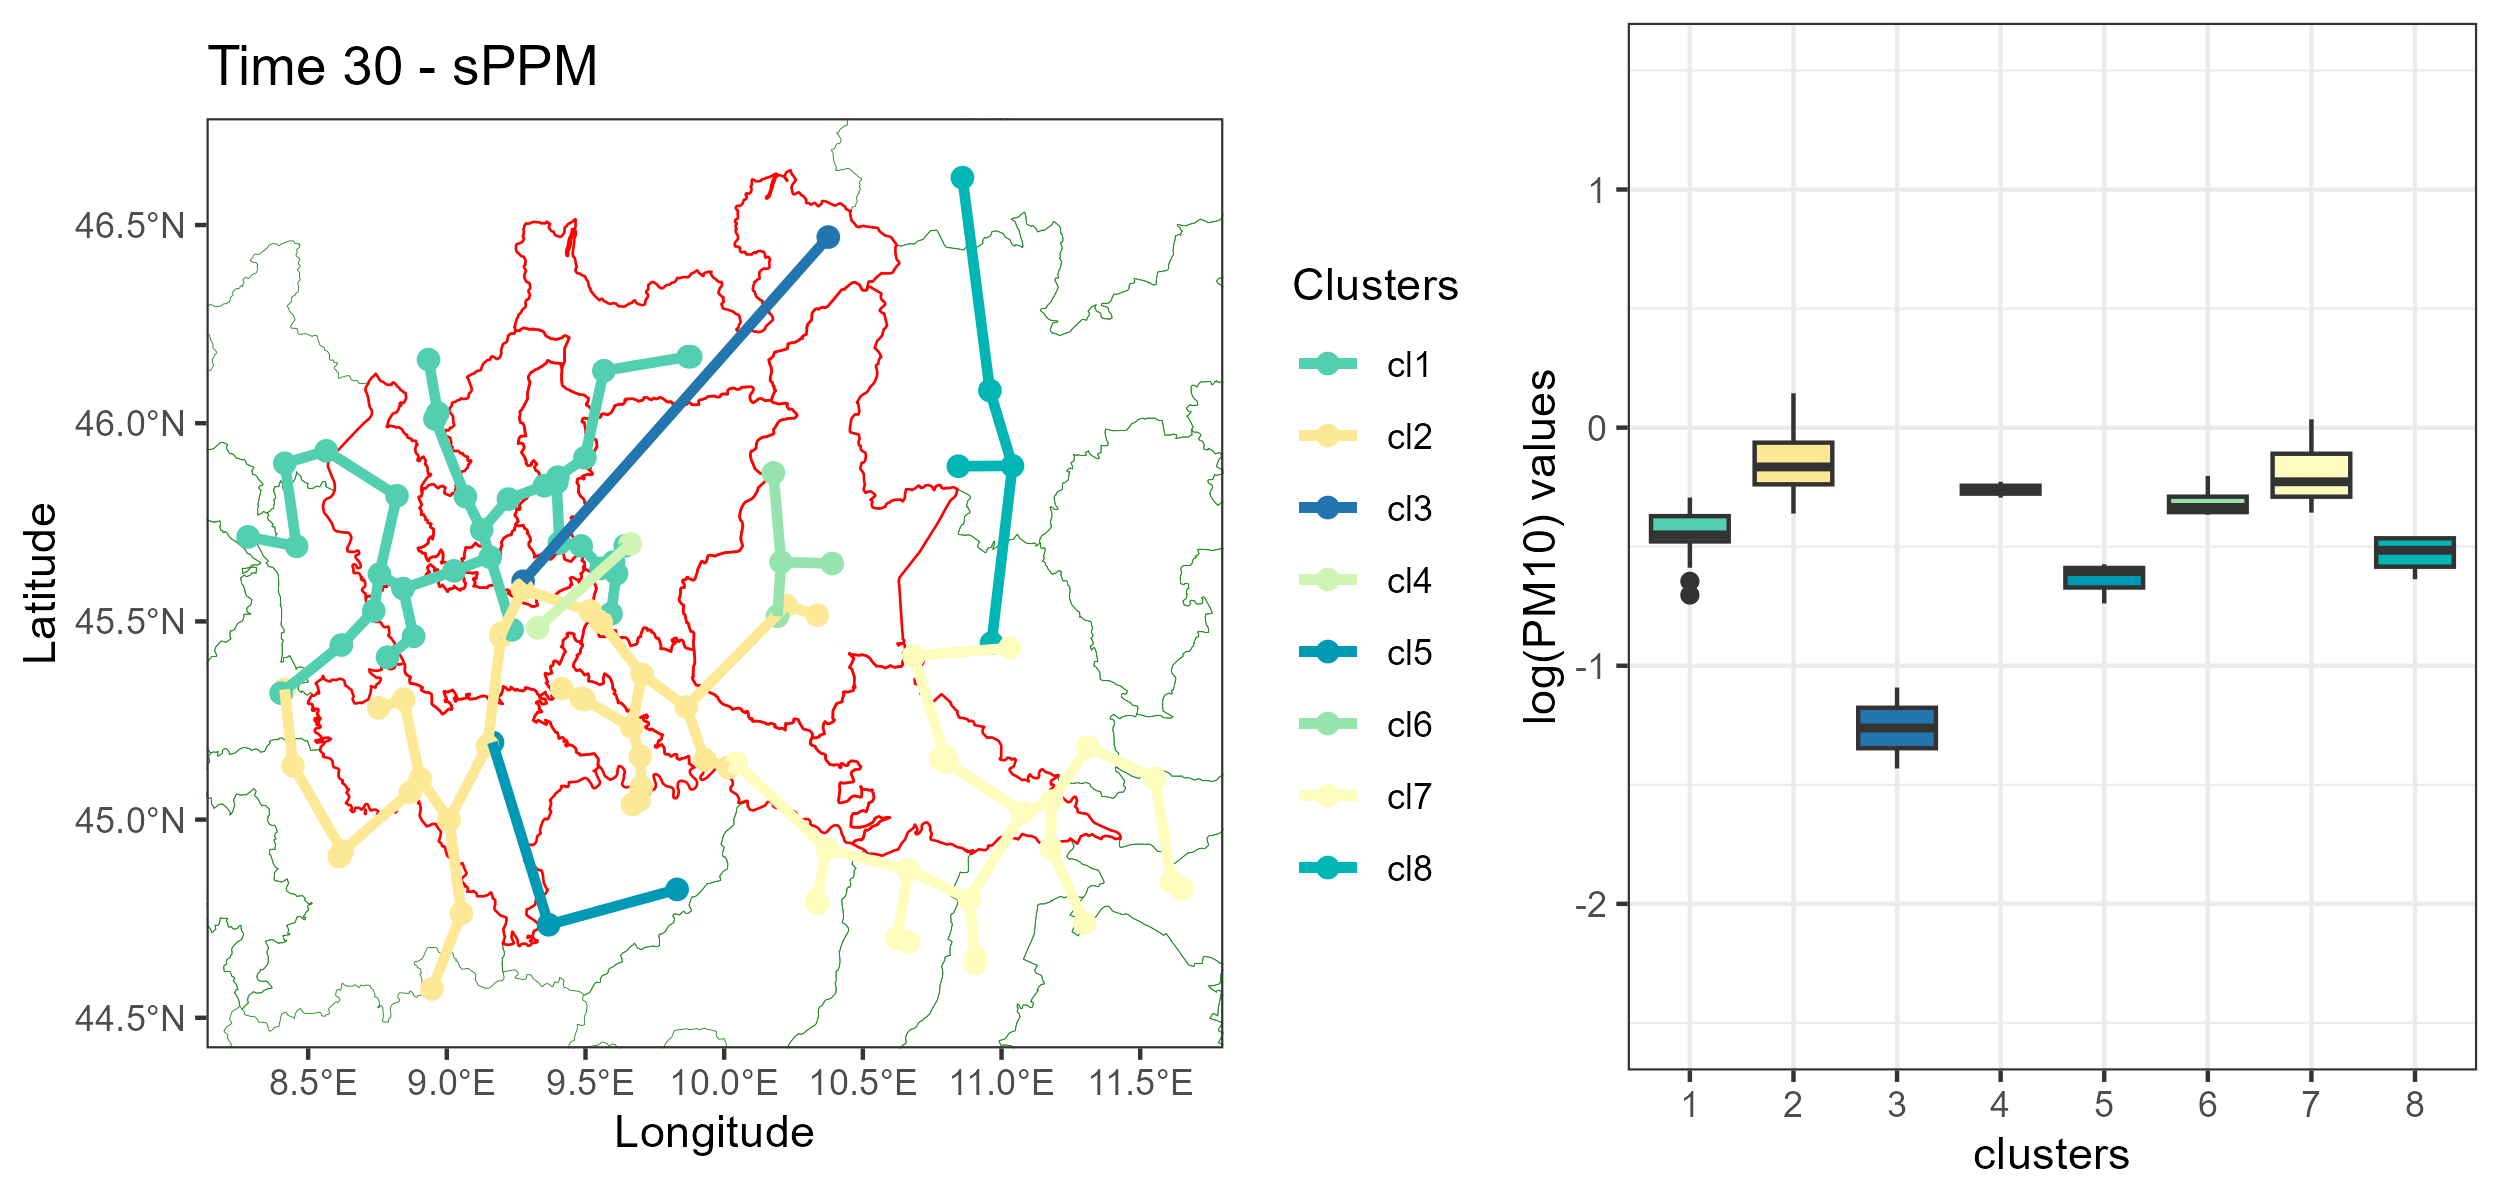 Time 30 - sPPM
46.5°N
46.0°N
45.5°N
45.0°N
44.5°N
Latitude
8.5°E 9.0°E 9.5°E 10.0°E 10.5°E 11.0°E 11.5°E
Longitude
Clusters
cl1
cl2
cl3
cl4
cl5
cl6
cl7
cl8
log(PM10) values
1
0
-1
-2
1 2 3 4 5 6 7 8
clusters